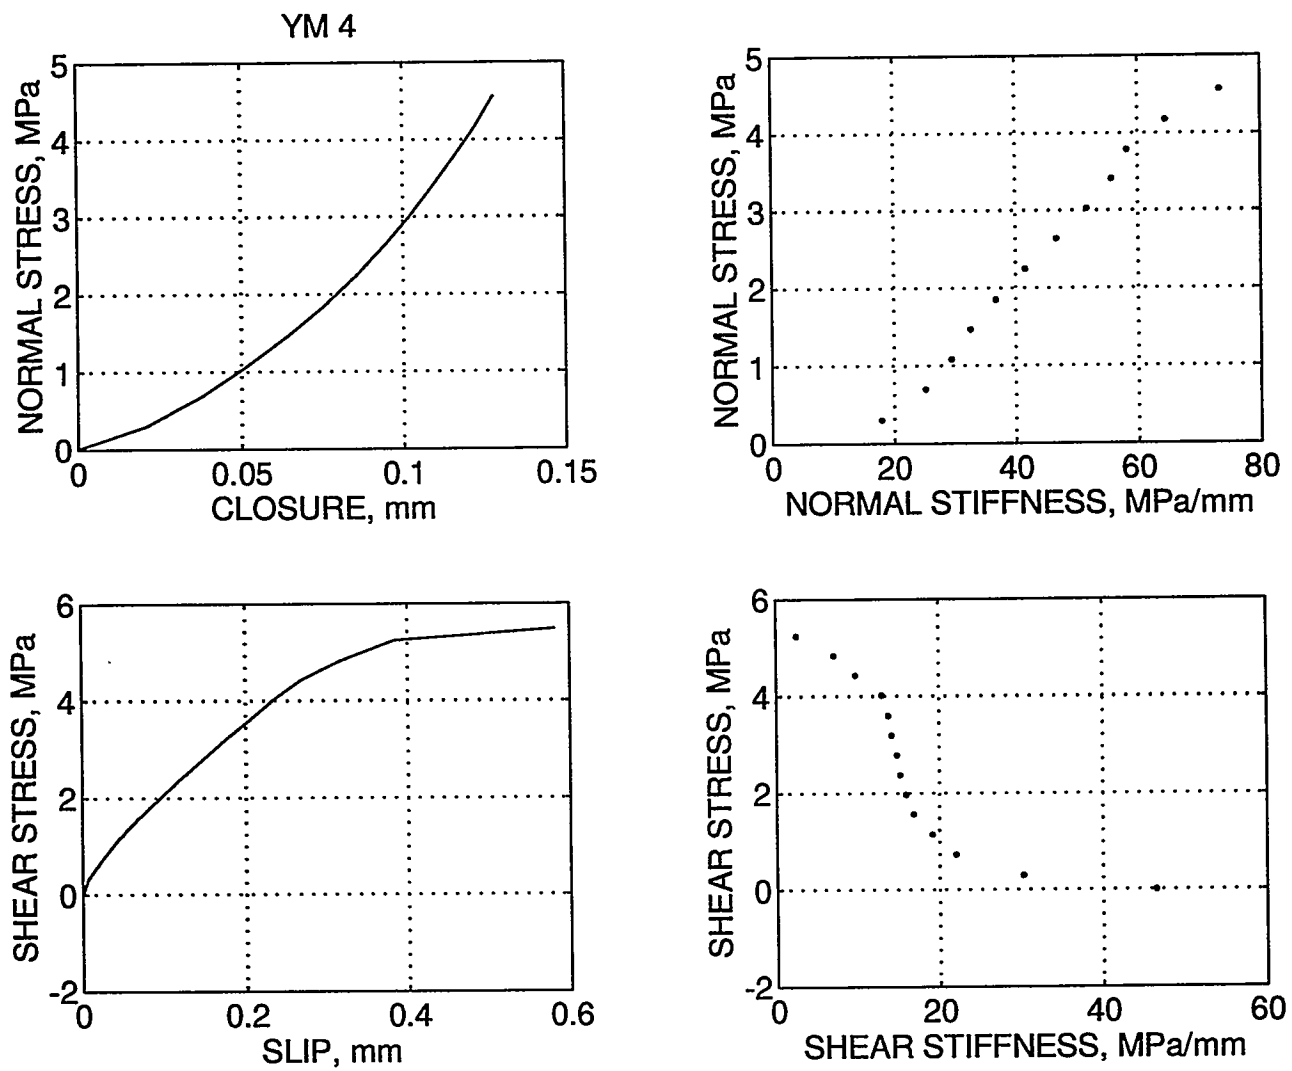 YM 4
NORMAL STRESS, MPa
5
4
3
2
1
0
0 0.05 0.1 0.15
CLOSURE, mm
NORMAL STRESS, MPa
5
4
3
2
1
0
0 20 40 60 80
NORMAL STIFFNESS, MPa/mm
SHEAR STRESS, MPa
6
4
2
0
-2
0 0.2 0.4 0.6
SLIP, mm
SHEAR STRESS, MPa
6
4
2
0
-2
0 20 40 60
SHEAR STIFFNESS, MPa/mm